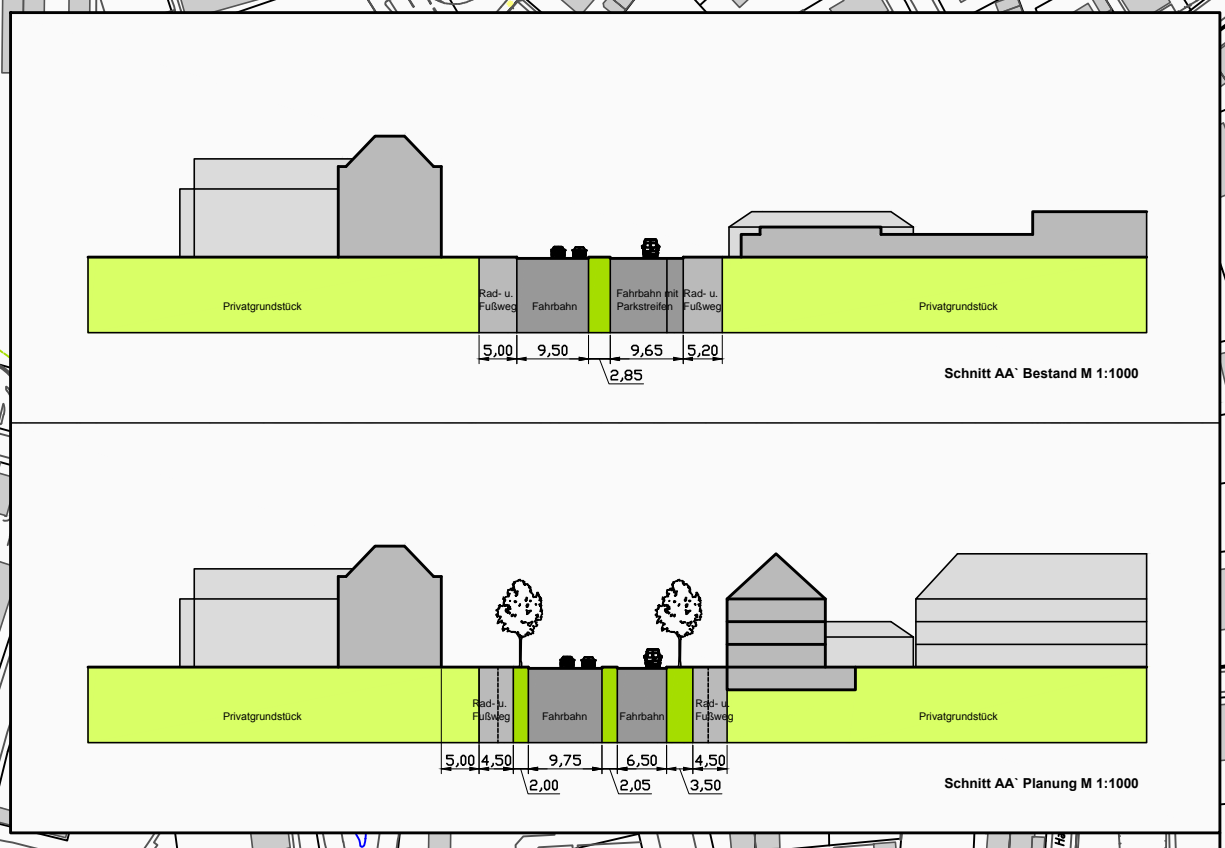 Privatgrundstück
Rad- u.
Fußweg
Fahrbahn
Fahrbahn mit
Parkstreifen
Rad- u.
Fußweg
Privatgrundstück
5,00 9,50 9,65 5,20
2,85
Schnitt AA` Bestand M 1:1000
Privatgrundstück
Rad- u.
Fußweg
Fahrbahn
Fahrbahn
Rad- u.
Fußweg
Privatgrundstück
5,00 4,50 9,75 6,50 4,50
2,00 2,05 3,50
Schnitt AA` Planung M 1:1000